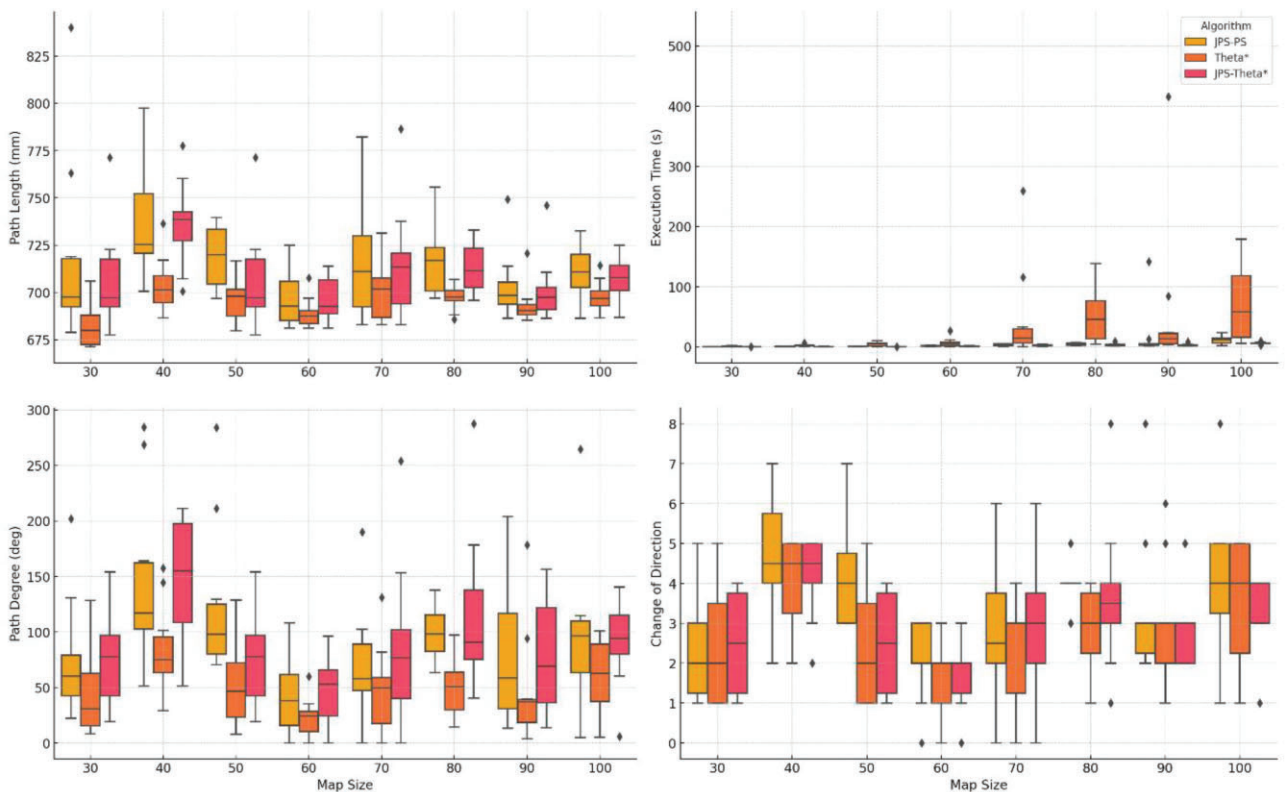 Path Length (mm)
825
800
775
750
725
700
675
30 40 50 60 70 80 90 100
Execution Time (s)
500
400
300
200
100
0
30 40 50 60 70 80 90 100
Algorithm
JPS-PS
Theta*
JPS-Theta*
Path Degree (deg)
300
250
200
150
100
50
0
30 40 50 60 70 80 90 100
Map Size
Change of Direction
8
7
6
5
4
3
2
1
0
30 40 50 60 70 80 90 100
Map Size